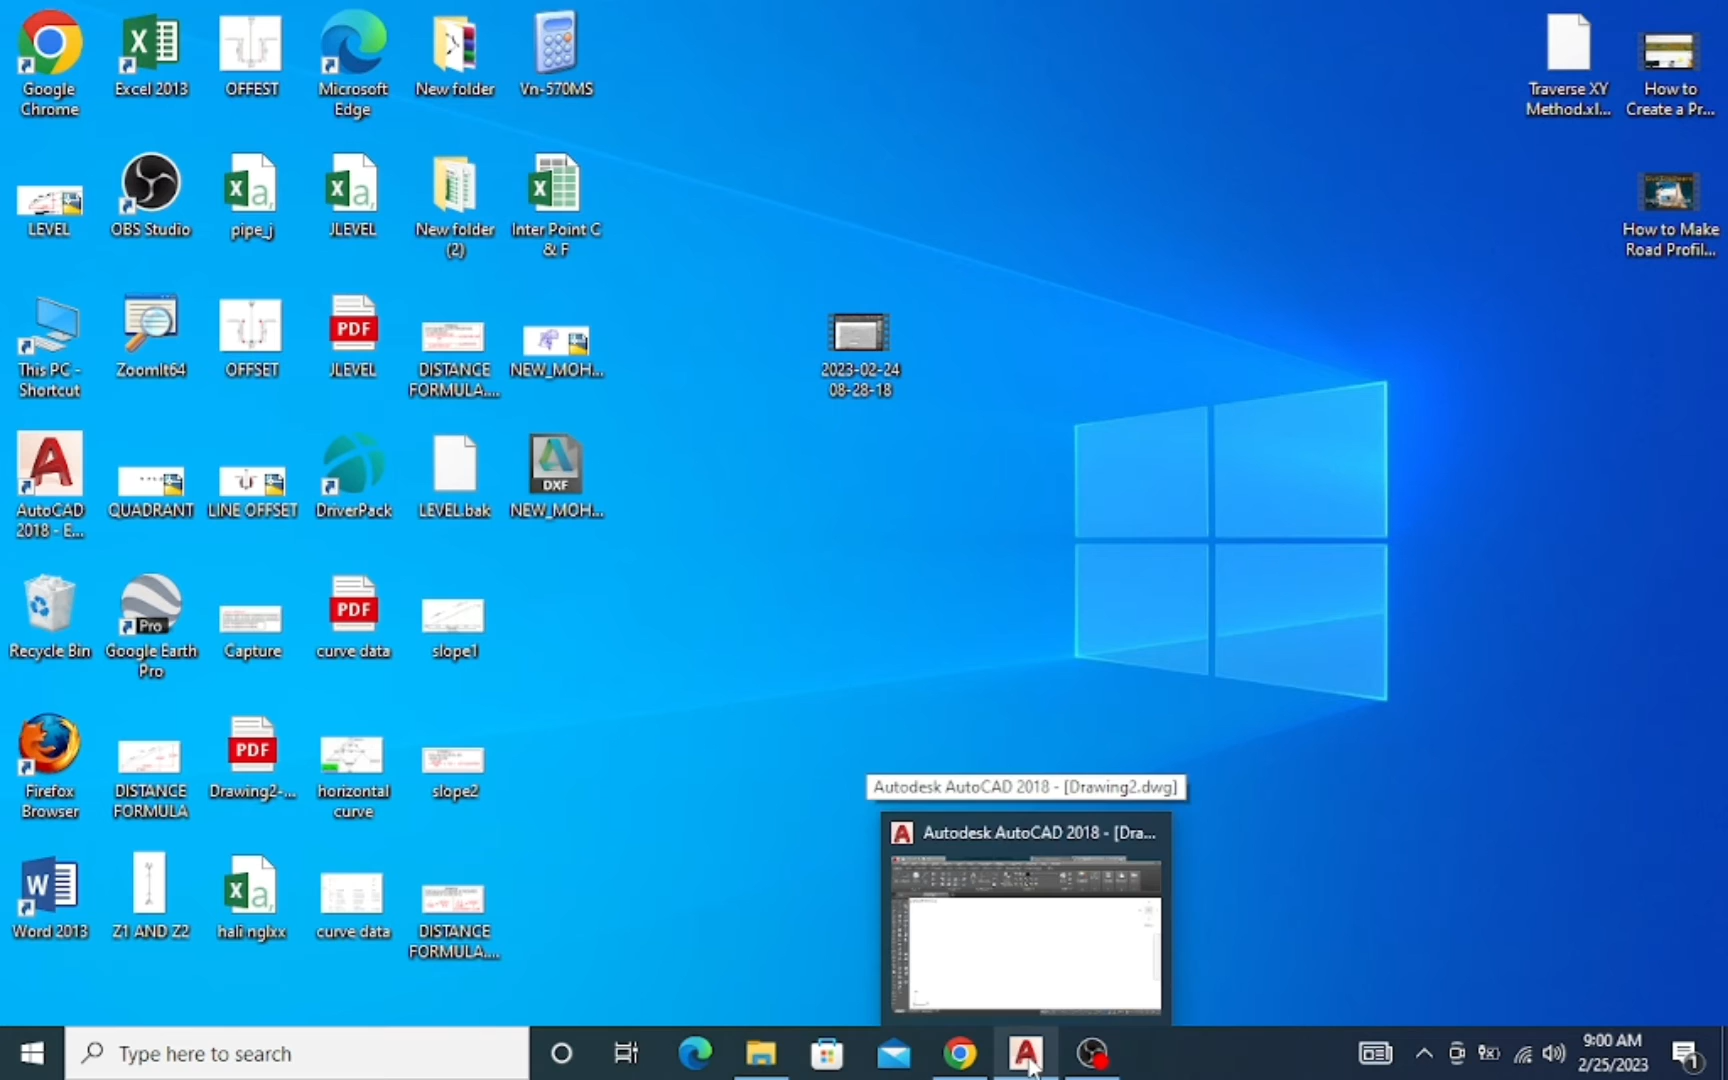 Google
Chrome
Excel 2013
OFFEST
Microsoft
Edge
New folder
Vn-570MS
Traverse XY
Method.xl...
How to
Create a Pr...
LEVEL
OBS Studio
pipe_j
JLEVEL
New folder
(2)
Inter Point C
& F
How to Make
Road Profil...
This PC -
Shortcut
ZoomIt64
OFFSET
PDF
JLEVEL
DISTANCE
FORMULA....
NEW_MOH...
2023-02-24
08-28-18
AutoCAD
2018 - E...
QUADRANT
LINE OFFSET
DriverPack
LEVEL.bak
DXF
NEW_MOH...
Recycle Bin
Pro
Google Earth
Pro
Capture
PDF
curve data
slope1
Firefox
Browser
DISTANCE
FORMULA
PDF
Drawing2-...
horizontal
curve
slope2
Word 2013
Z1 AND Z2
hali nglxx
curve data
DISTANCE
FORMULA....
Autodesk AutoCAD 2018 - [Drawing2.dwg]
Autodesk AutoCAD 2018 - [Dra...
Type here to search
9:00 AM
2/25/2023
1